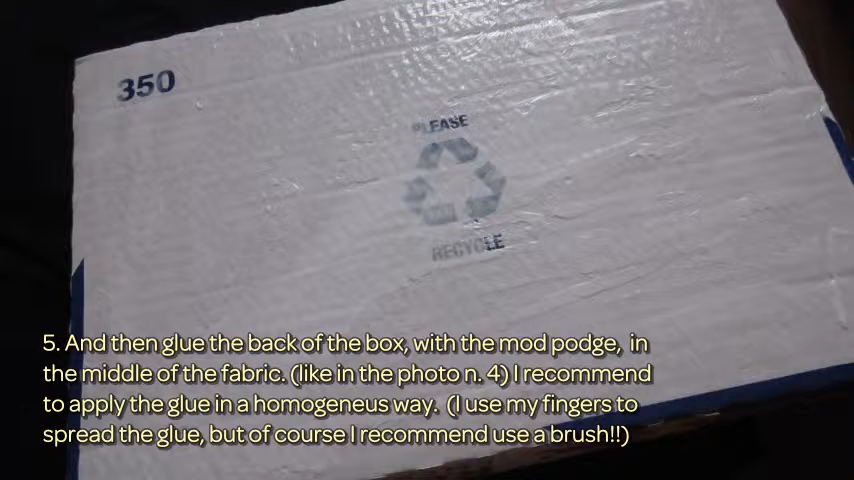 350
PLEASE
RECYCLE
5. And then glue the back of the box, with the mod podge, in
the middle of the fabric. (like in the photo n. 4) I recommend
to apply the glue in a homogeneus way. (I use my fingers to
spread the glue, but of course I recommend use a brush!!)